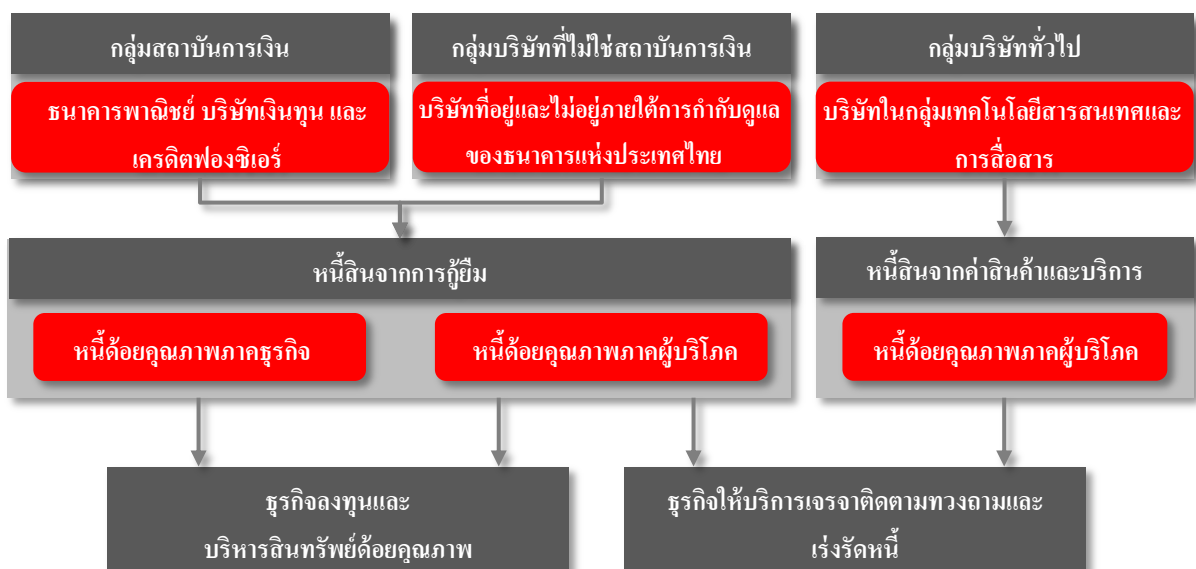 กลุ่มสถาบันการเงิน
ธนาคารพาณิชย์ บริษัทเงินทุน และ
เครดิตฟองซิเอร์
กลุ่มบริษัทที่ไม่ใช่สถาบันการเงิน
บริษัทที่อยู่และไม่อยู่ภายใต้การกำกับดูแล
ของธนาคารแห่งประเทศไทย
กลุ่มบริษัททั่วไป
บริษัทในกลุ่มเทคโนโลยีสารสนเทศและ
การสื่อสาร
หนี้สินจากการกู้ยืม
หนี้ด้อยคุณภาพภาคธุรกิจ
หนี้ด้อยคุณภาพภาคผู้บริโภค
หนี้สินจากค่าสินค้าและบริการ
หนี้ด้อยคุณภาพภาคผู้บริโภค
ธุรกิจลงทุนและ
บริหารสินทรัพย์ด้อยคุณภาพ
ธุรกิจให้บริการเจรจาติดตามทวงถามและ
เร่งรัดหนี้